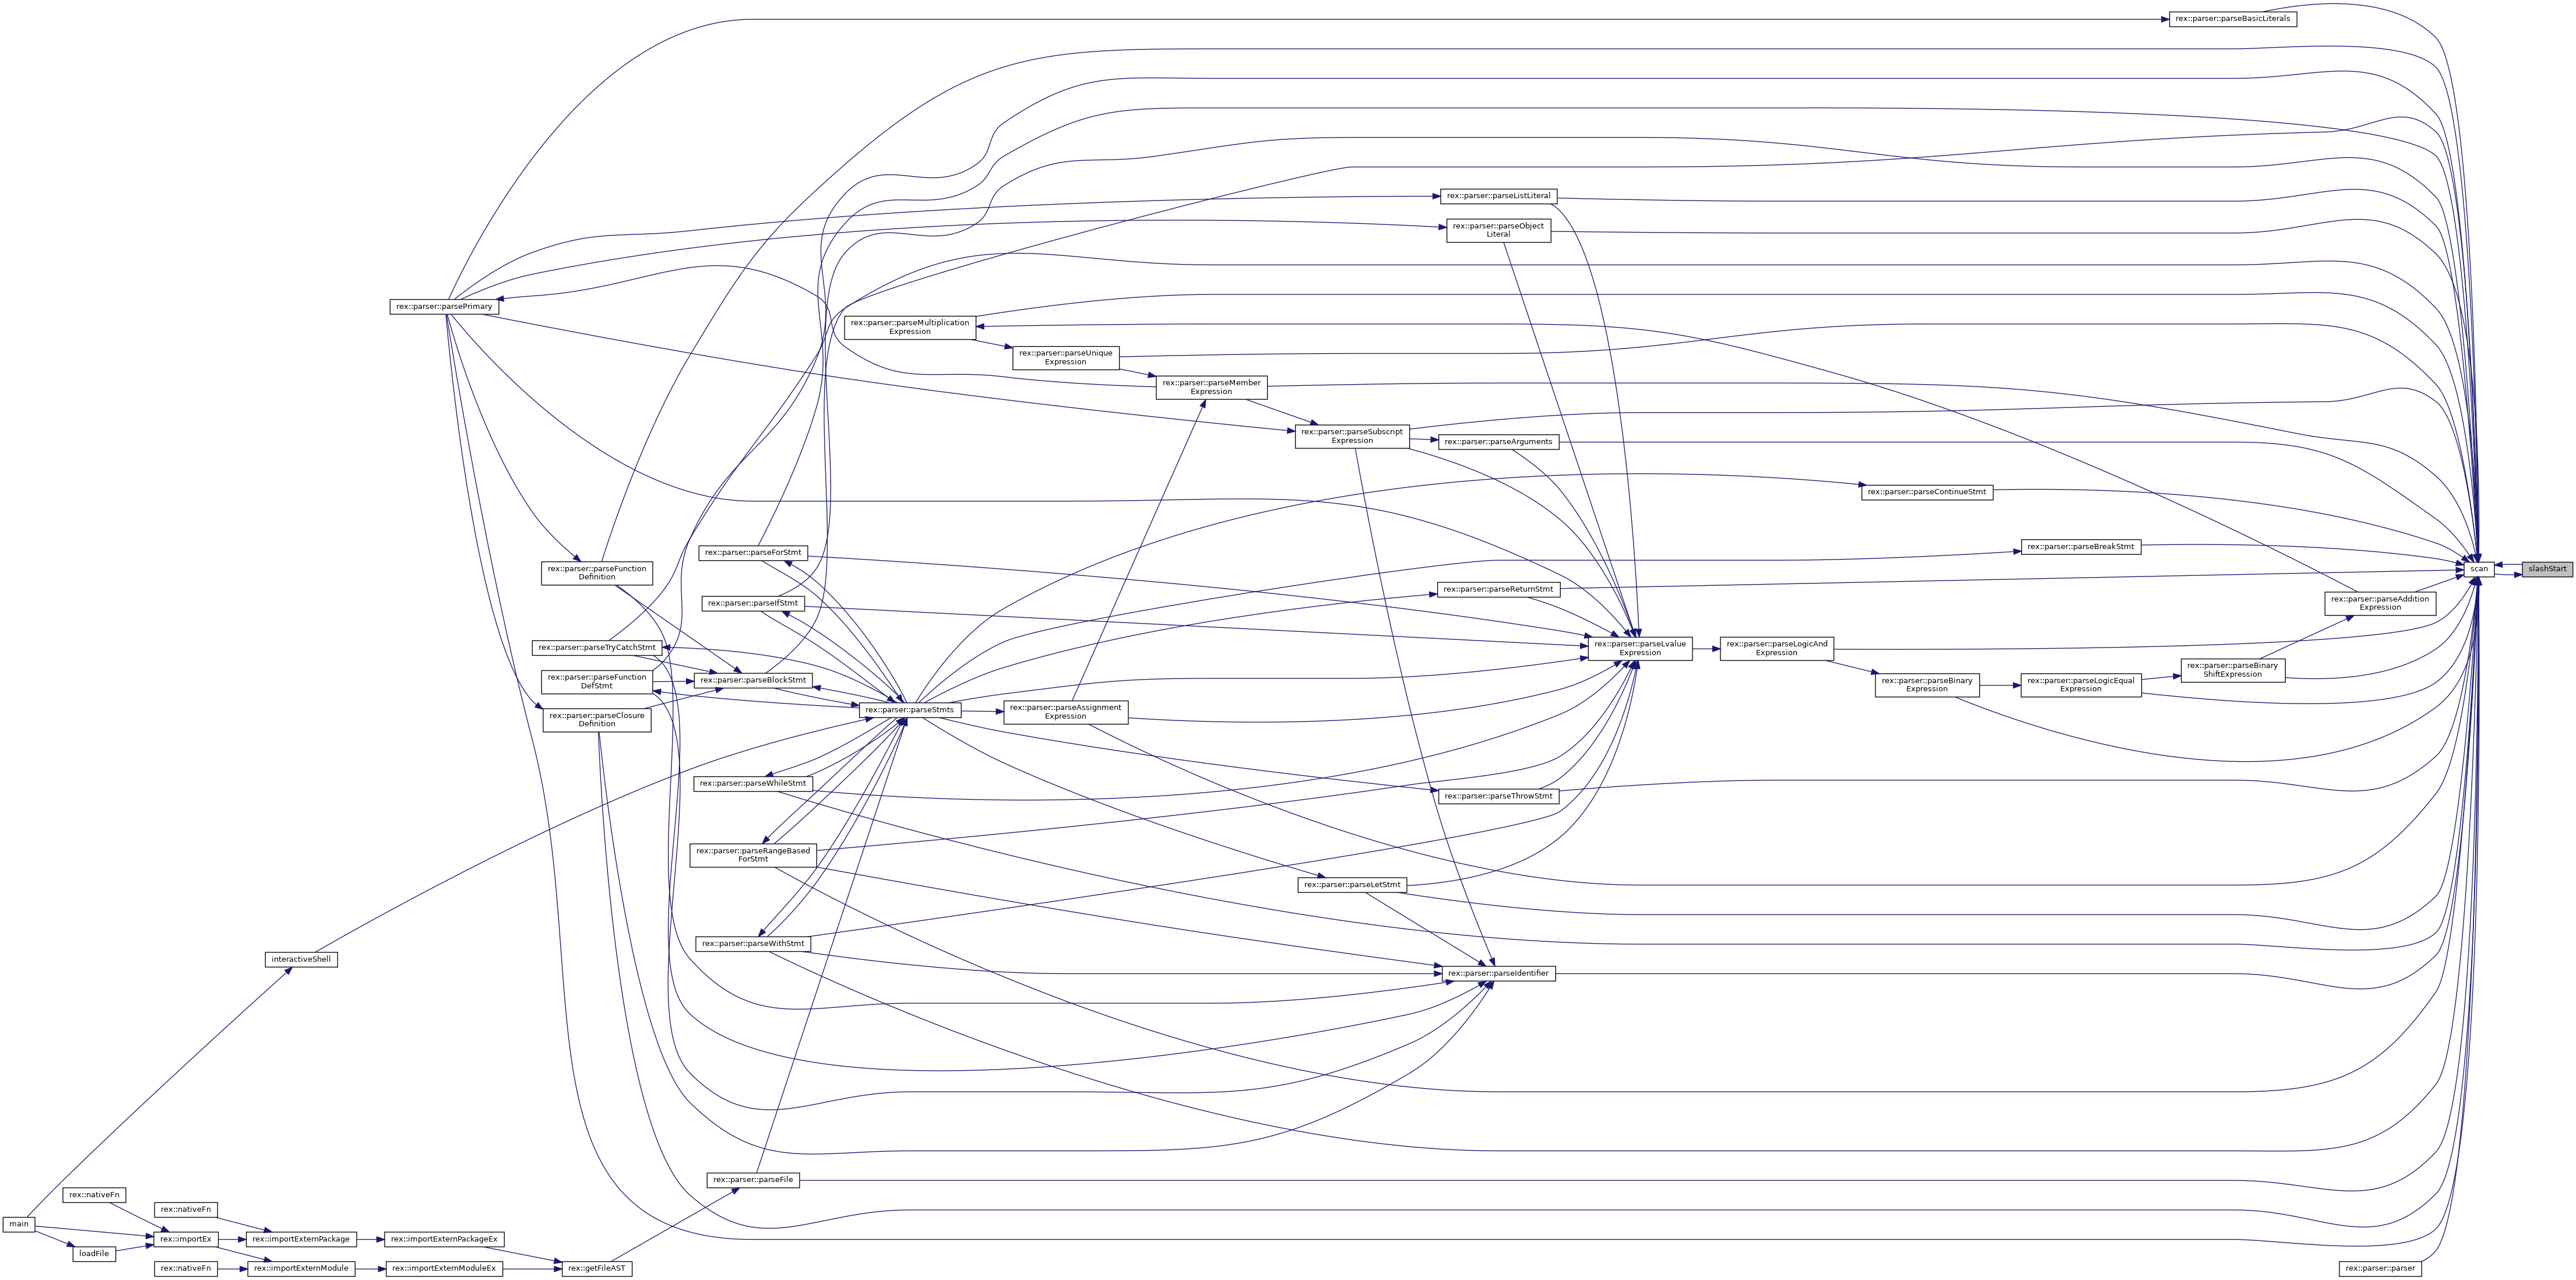 rex::parser::parseBasicLiterals
rex::parser::parseListLiteral
rex::parser::parseObject
Literal
rex::parser::parsePrimary
rex::parser::parseMultiplication
Expression
rex::parser::parseUnique
Expression
rex::parser::parseMember
Expression
rex::parser::parseSubscript
Expression
rex::parser::parseArguments
rex::parser::parseContinueStmt
rex::parser::parseForStmt
rex::parser::parseBreakStmt
rex::parser::parseFunction
Definition
scan
slashStart
rex::parser::parseReturnStmt
rex::parser::parseIfStmt
rex::parser::parseAddition
Expression
rex::parser::parseTryCatchStmt
rex::parser::parseLvalue
Expression
rex::parser::parseLogicAnd
Expression
rex::parser::parseBinary
ShiftExpression
rex::parser::parseFunction
DefStmt
rex::parser::parseBlockStmt
rex::parser::parseBinary
Expression
rex::parser::parseLogicEqual
Expression
rex::parser::parseClosure
Definition
rex::parser::parseStmts
rex::parser::parseAssignment
Expression
rex::parser::parseWhileStmt
rex::parser::parseThrowStmt
rex::parser::parseRangeBased
ForStmt
rex::parser::parseLetStmt
rex::parser::parseWithStmt
interactiveShell
rex::parser::parseIdentifier
rex::parser::parseFile
rex::nativeFn
rex::nativeFn
main
rex::importEx
rex::importExternPackage
rex::importExternPackageEx
loadFile
rex::nativeFn
rex::importExternModule
rex::importExternModuleEx
rex::getFileAST
rex::parser::parser